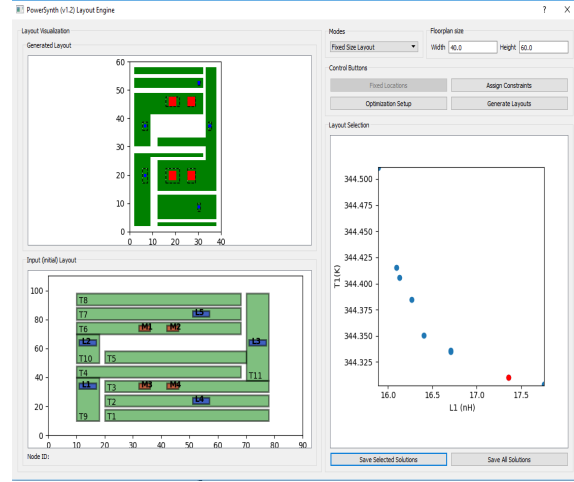 PowerSynth (v1.2) Layout Engine
? X
Layout Visualization
Generated Layout
60
50
40
30
20
10
0
0 10 20 30 40
Input (initial) Layout
100
80
60
40
20
0
T8
T7 L5
T6 M1 M2
L2 L3
T10 T5
T4 T11
L1 T3 M3 M4
T2 L4
T9 T1
0 10 20 30 40 50 60 70 80 90
Node ID:
Modes
Fixed Size Layout
Floorplan size
Width 40.0 Height 60.0
Control Buttons
Fixed Locations Assign Constraints
Optimization Setup Generate Layouts
Layout Selection
344.500
344.475
344.450
344.425
344.400
344.375
344.350
344.325
T1(K)
16.0 16.5 17.0 17.5
L1 (nH)
Save Selected Solutions Save All Solutions